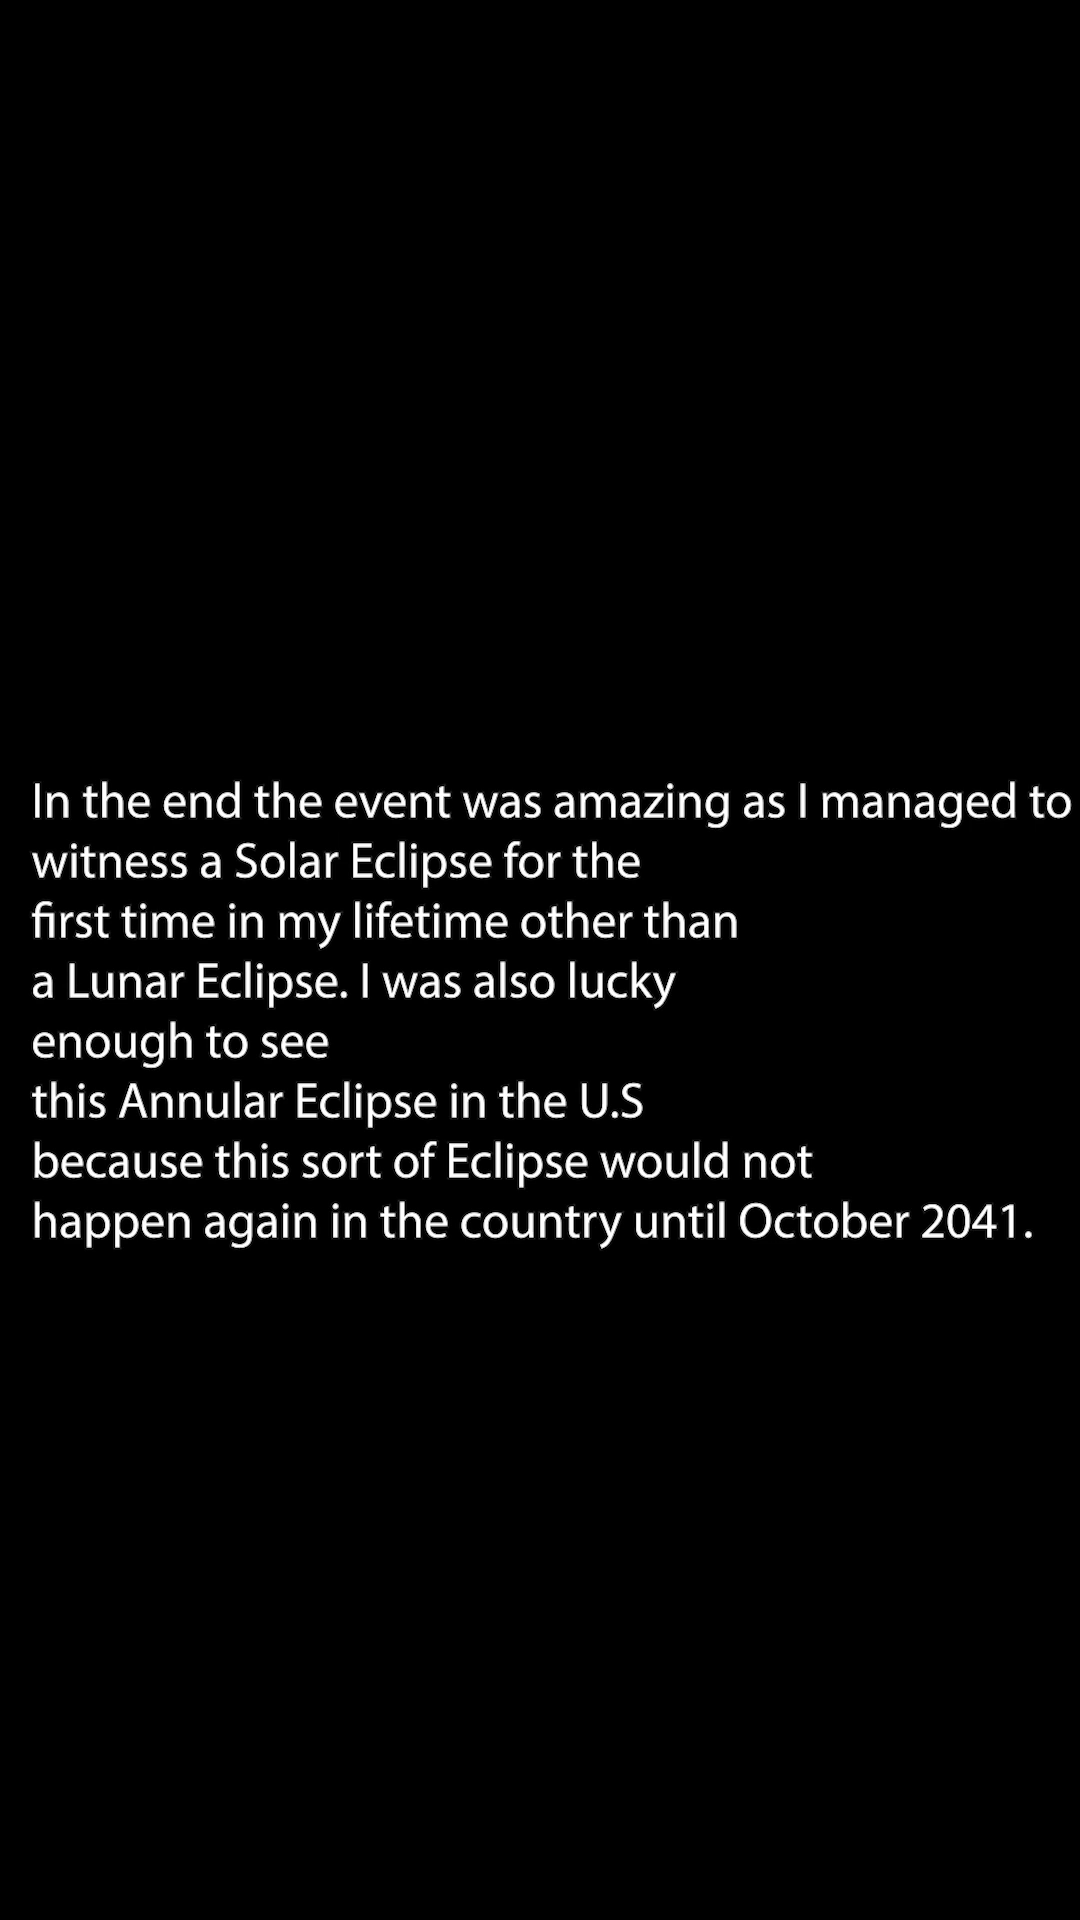 In the end the event was amazing as I managed to
witness a Solar Eclipse for the
first time in my lifetime other than
a Lunar Eclipse. I was also lucky
enough to see
this Annular Eclipse in the U.S
because this sort of Eclipse would not
happen again in the country until October 2041.